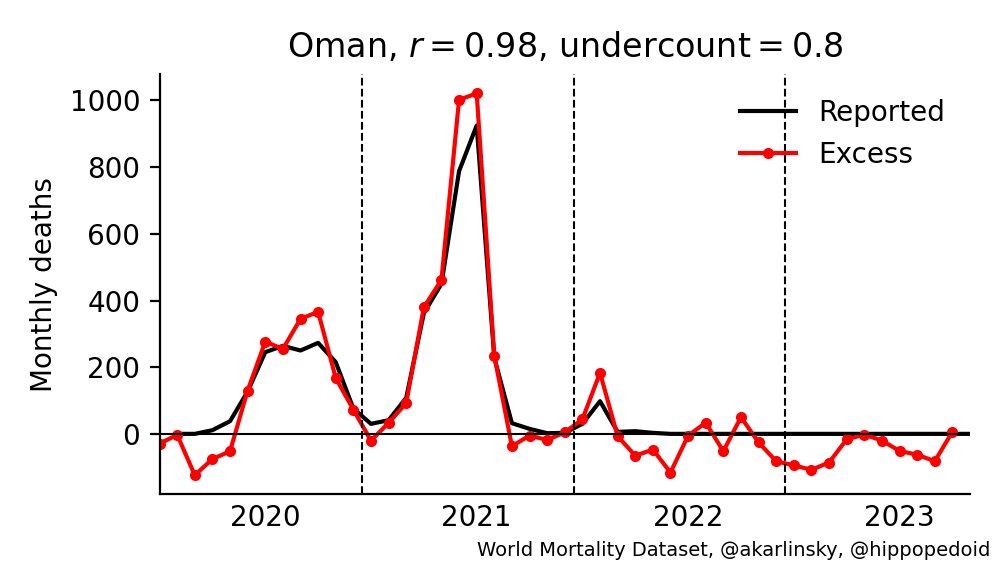 Oman, r = 0.98, undercount = 0.8
Monthly deaths
1000
800
600
400
200
0
Reported
Excess
2020 2021 2022 2023
World Mortality Dataset, @akarlinsky, @hippopedoid